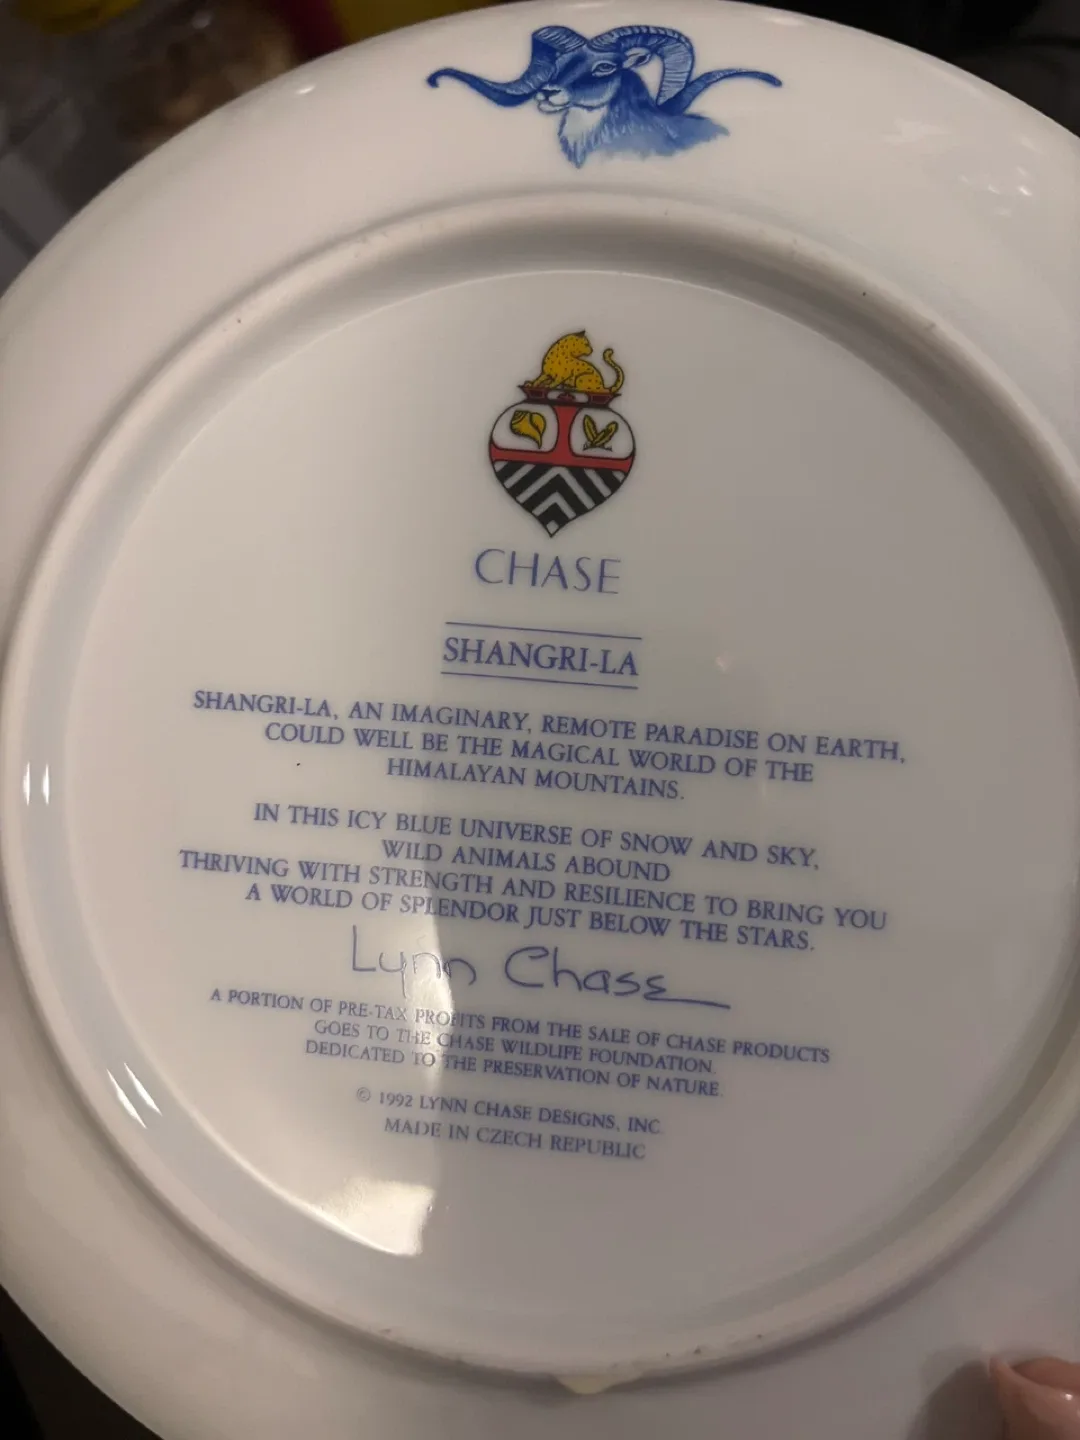 CHASE
SHANGRI-LA
SHANGRI-LA, AN IMAGINARY, REMOTE PARADISE ON EARTH,
COULD WELL BE THE MAGICAL WORLD OF THE
HIMALAYAN MOUNTAINS.
IN THIS ICY BLUE UNIVERSE OF SNOW AND SKY,
WILD ANIMALS ABOUND
THRIVING WITH STRENGTH AND RESILIENCE TO BRING YOU
A WORLD OF SPLENDOR JUST BELOW THE STARS.
Lynn Chase
A PORTION OF PRE-TAX PROFITS FROM THE SALE OF CHASE PRODUCTS
GOES TO THE CHASE WILDLIFE FOUNDATION.
DEDICATED TO THE PRESERVATION OF NATURE.
© 1992 LYNN CHASE DESIGNS, INC.
MADE IN CZECH REPUBLIC